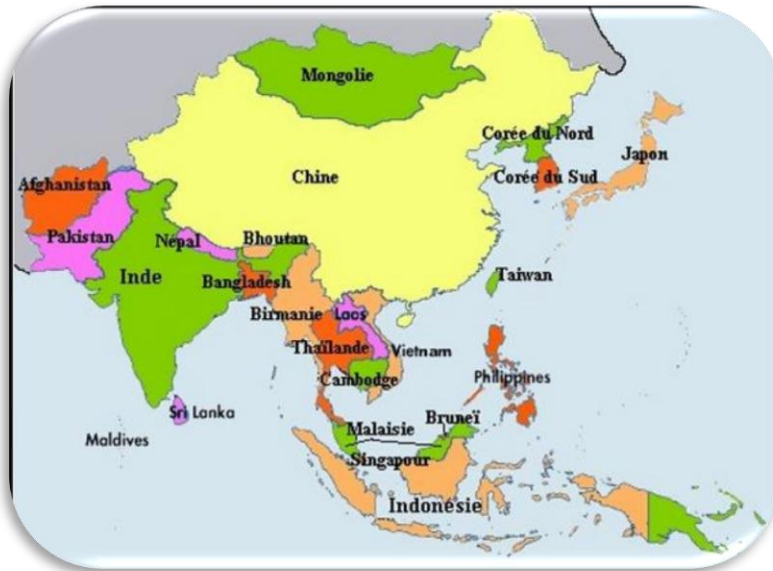 Mongolie
Corée du Nord
Japon
Chine
Corée du Sud
Afghanistan
Pakistan
Népal
Bhoutan
Inde
Bangladesh
Taiwan
Birmanie
Laos
Thaïlande
Vietnam
Cambodge
Philippines
Sri Lanka
Maldives
Bruneï
Malaisie
Singapour
Indonésie